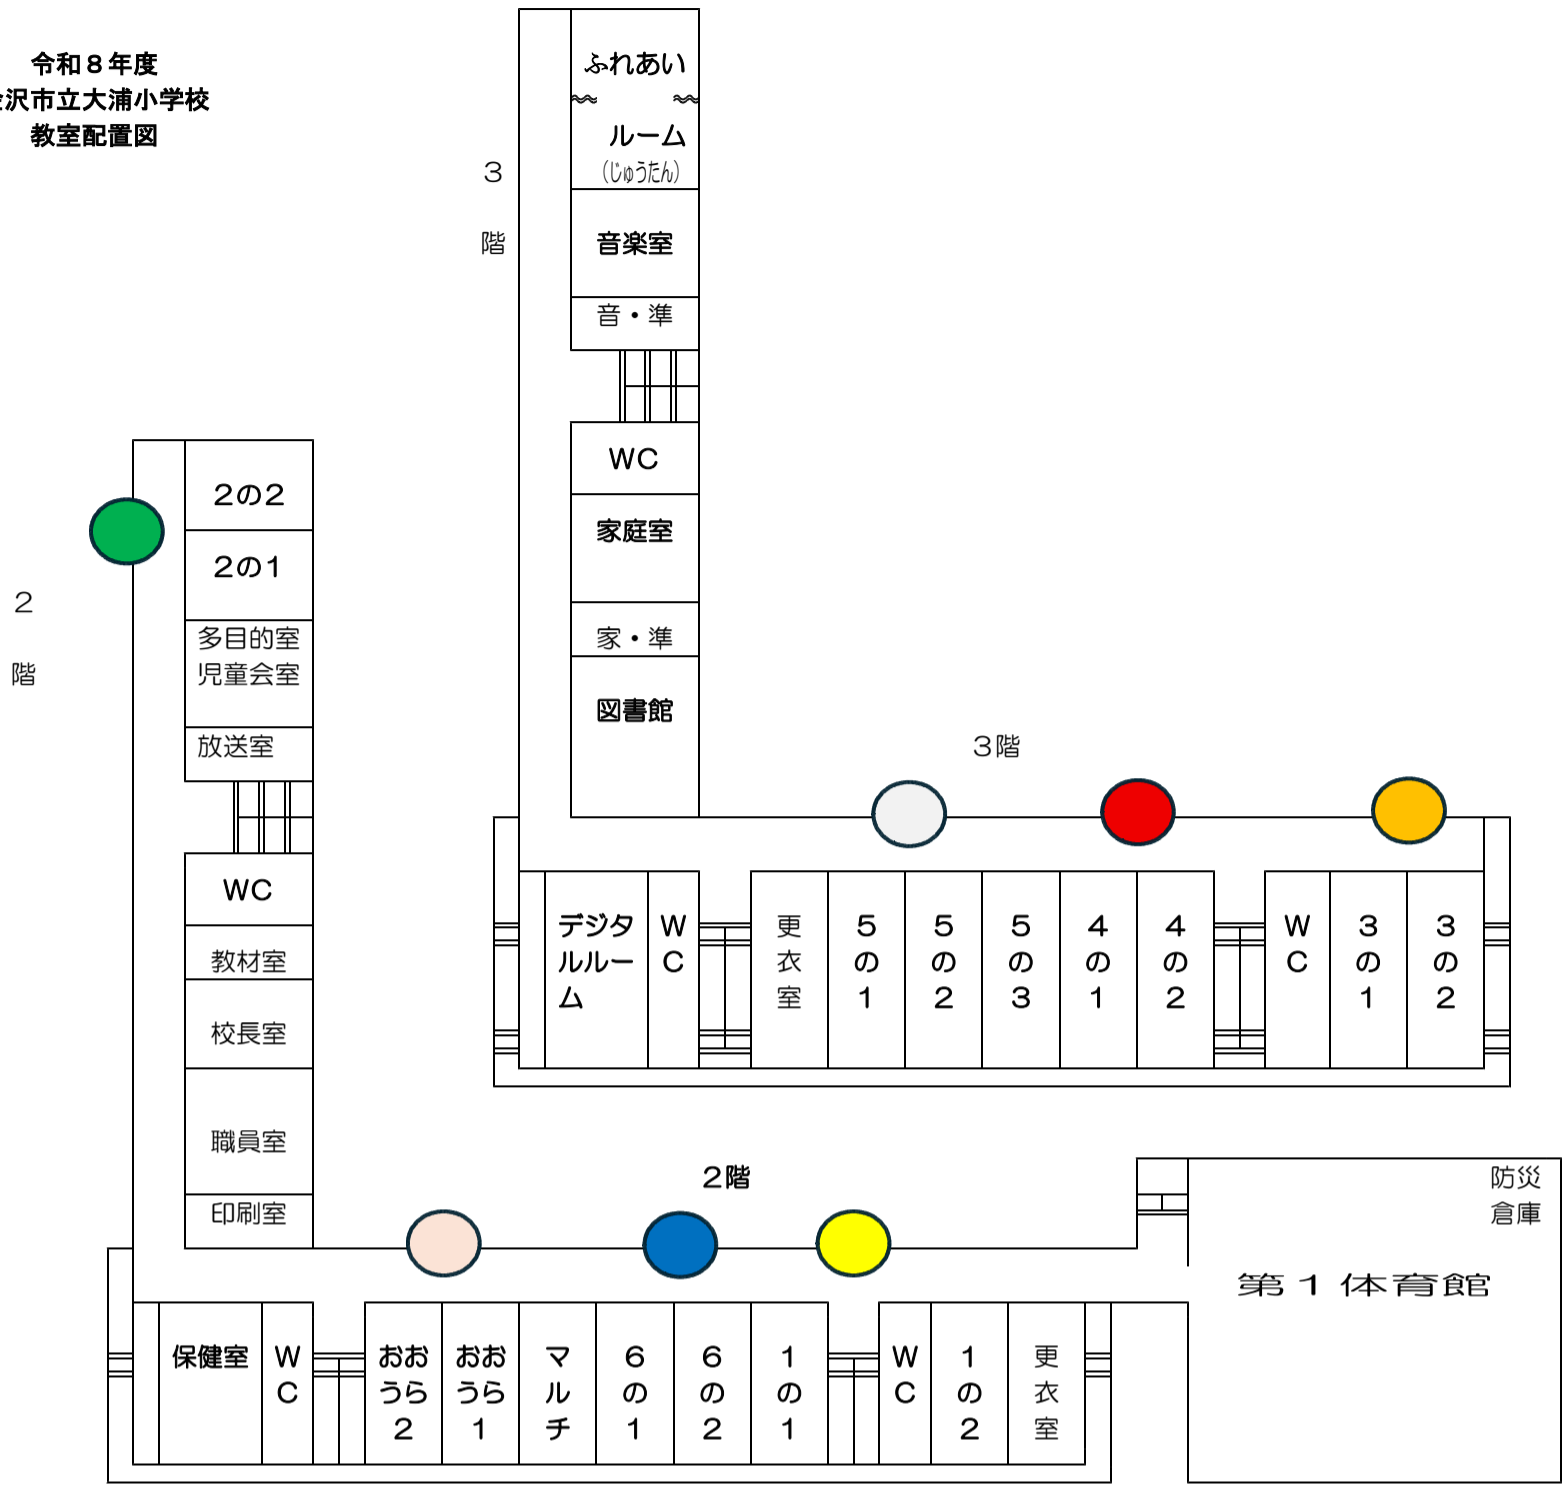 令和８年度
金沢市立大浦小学校
教室配置図
３
階
ふれあい
ルーム
（じゅうたん）
音楽室
音・準
WC
家庭室
家・準
図書館
２
階
２の２
２の１
多目的室
児童会室
放送室
WC
教材室
校長室
職員室
印刷室
３階
デジタ
ルルー
ム
WC
更衣室
５の１
５の２
５の３
４の１
４の２
WC
３の１
３の２
２階
保健室
WC
おお
うら
２
おお
うら
１
マルチ
６の１
６の２
１の１
WC
１の２
更衣室
防災
倉庫
第１体育館